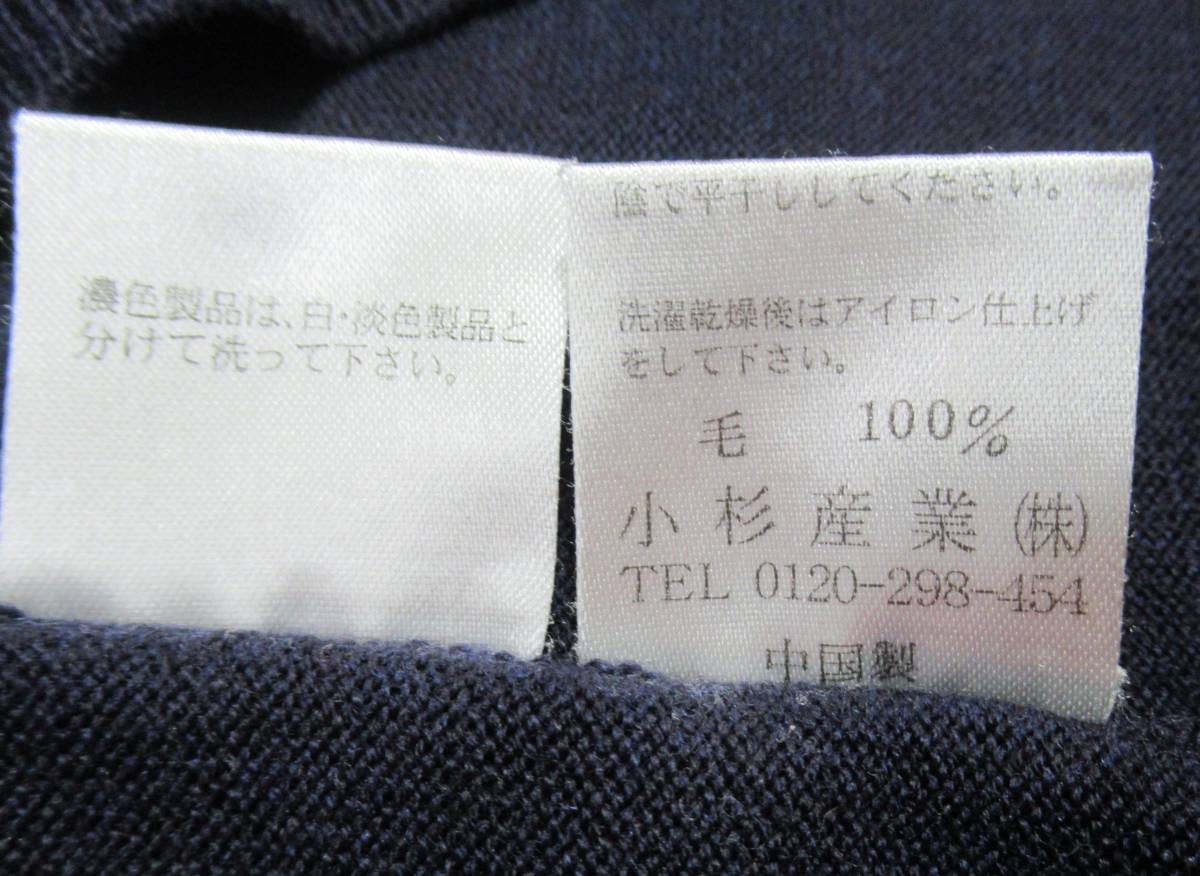 濃色製品は、白・淡色製品と
分けて洗って下さい。
陰で平干ししてください。
洗濯乾燥後はアイロン仕上げ
をして下さい。
毛 100%
小杉産業(株)
TEL 0120-298-454
中国製